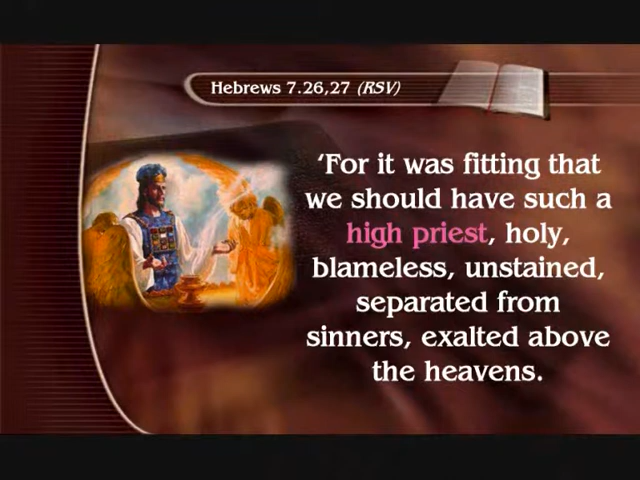 Hebrews 7.26,27 (RSV)
‘For it was fitting that
we should have such a
high priest, holy,
blameless, unstained,
separated from
sinners, exalted above
the heavens.